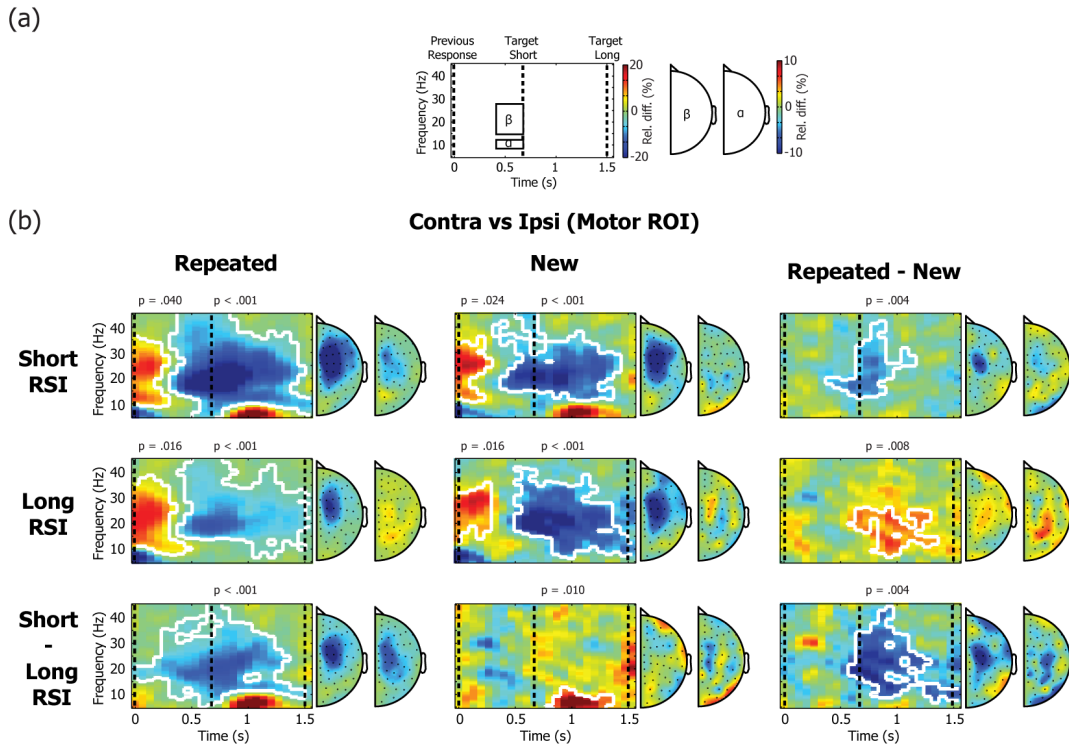 (a)
Previous Response
Target Short
Target Long
Frequency (Hz)
40
30
20
10
β
α
0
0.5
1
1.5
Time (s)
20
0
-20
Rel. diff. (%)
β
α
10
0
-10
Rel. diff. (%)
(b)
Contra vs Ipsi (Motor ROI)
Repeated
New
Repeated - New
Short RSI
Frequency (Hz)
40
30
20
10
p = .040
p < .001
p = .024
p < .001
p = .004
Long RSI
Frequency (Hz)
40
30
20
10
p = .016
p < .001
p = .016
p < .001
p = .008
Short - Long RSI
Frequency (Hz)
40
30
20
10
p < .001
p = .010
p = .004
0
0.5
1
1.5
Time (s)
0
0.5
1
1.5
Time (s)
0
0.5
1
1.5
Time (s)